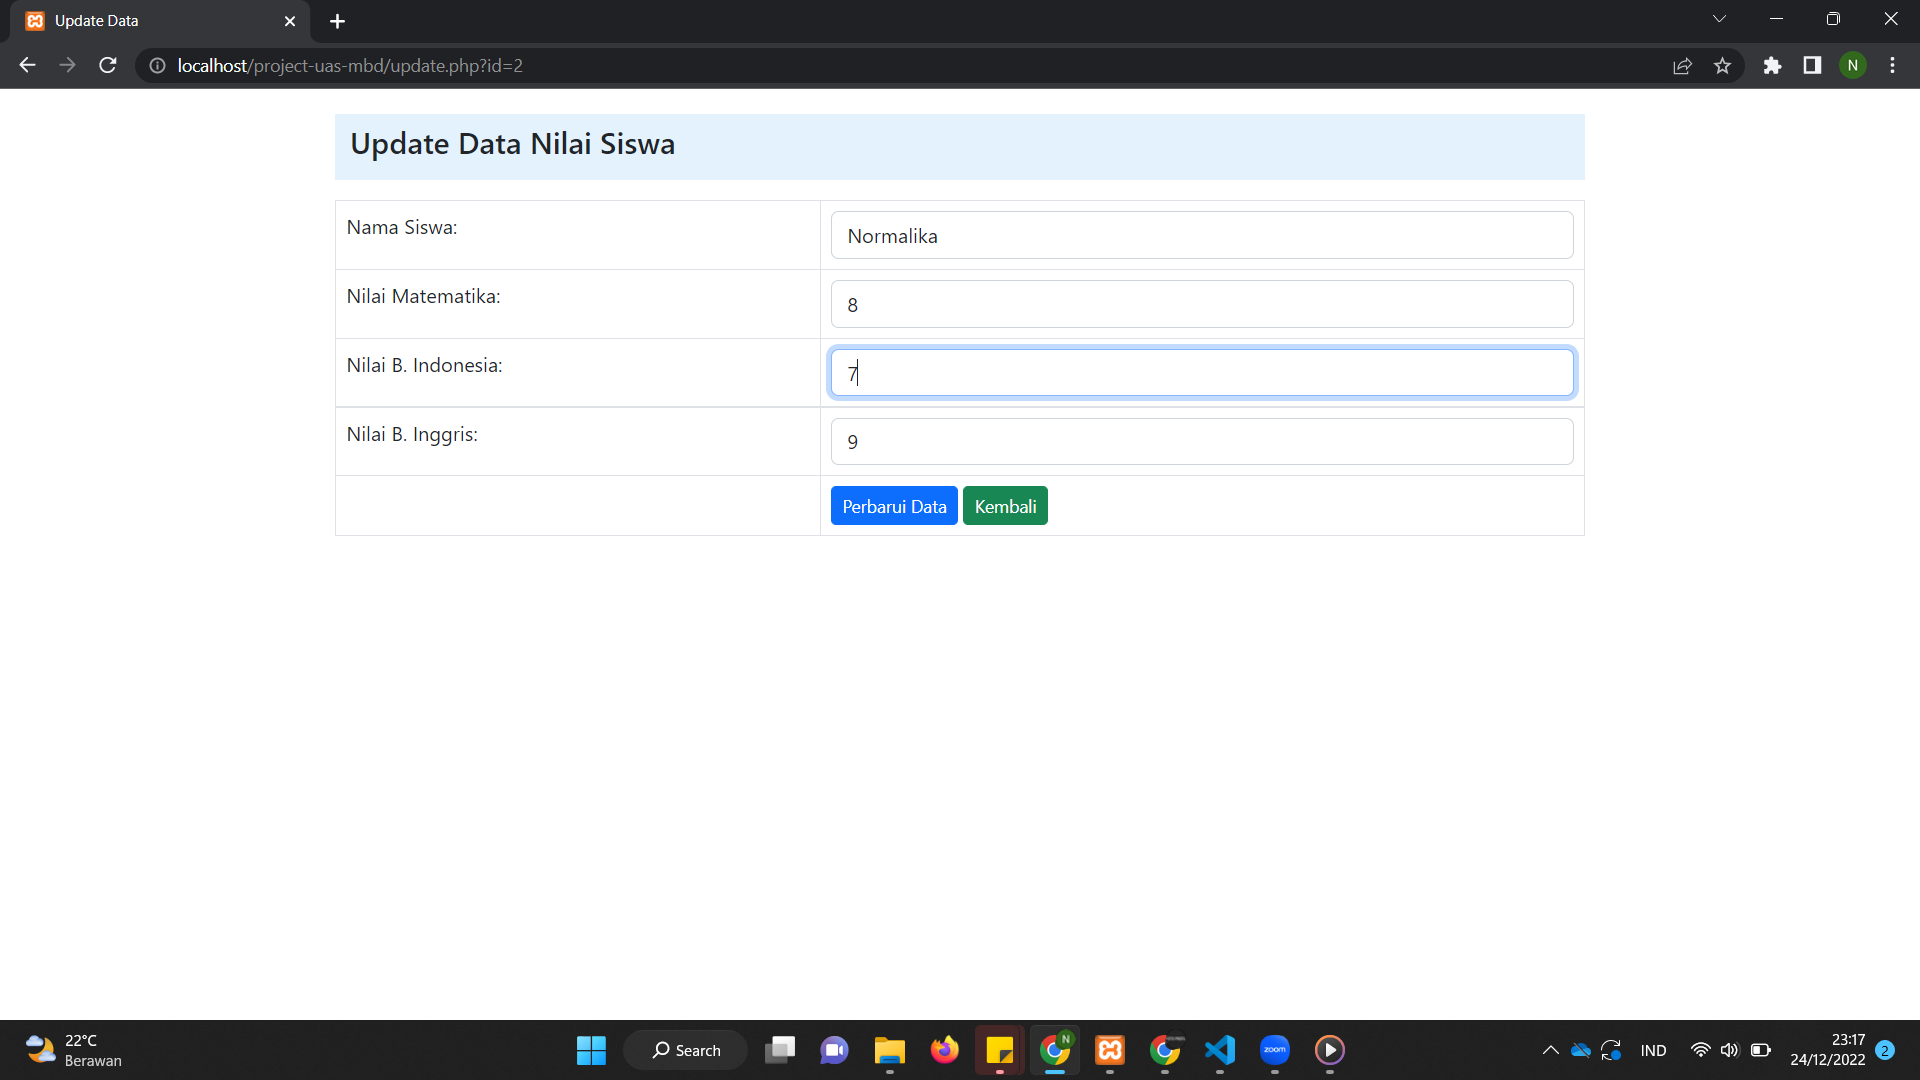 Update Data
localhost/project-uas-mbd/update.php?id=2
N
Update Data Nilai Siswa
Nama Siswa:
Normalika
Nilai Matematika:
8
Nilai B. Indonesia:
7
Nilai B. Inggris:
9
Perbarui Data
Kembali
22°C
Berawan
Search
N
zoom
IND
23:17
24/12/2022
2